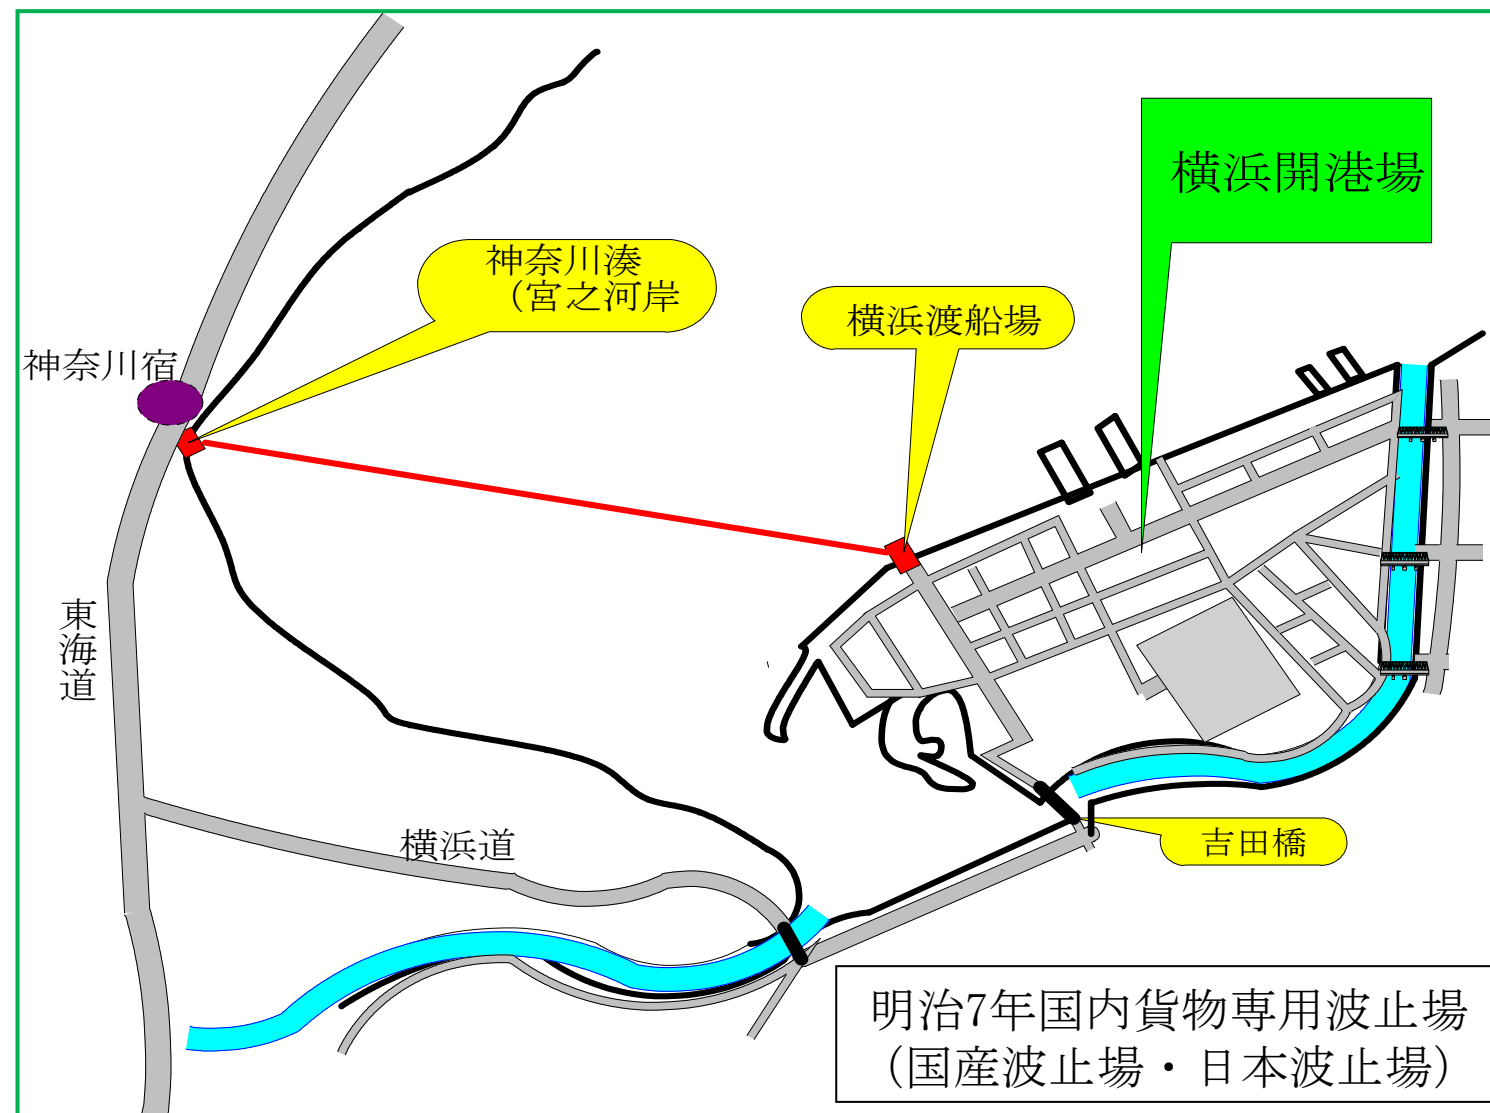 横浜開港場
神奈川湊
（宮之河岸
横浜渡船場
神奈川宿
東海道
横浜道
吉田橋
明治7年国内貨物専用波止場
（国産波止場・日本波止場）